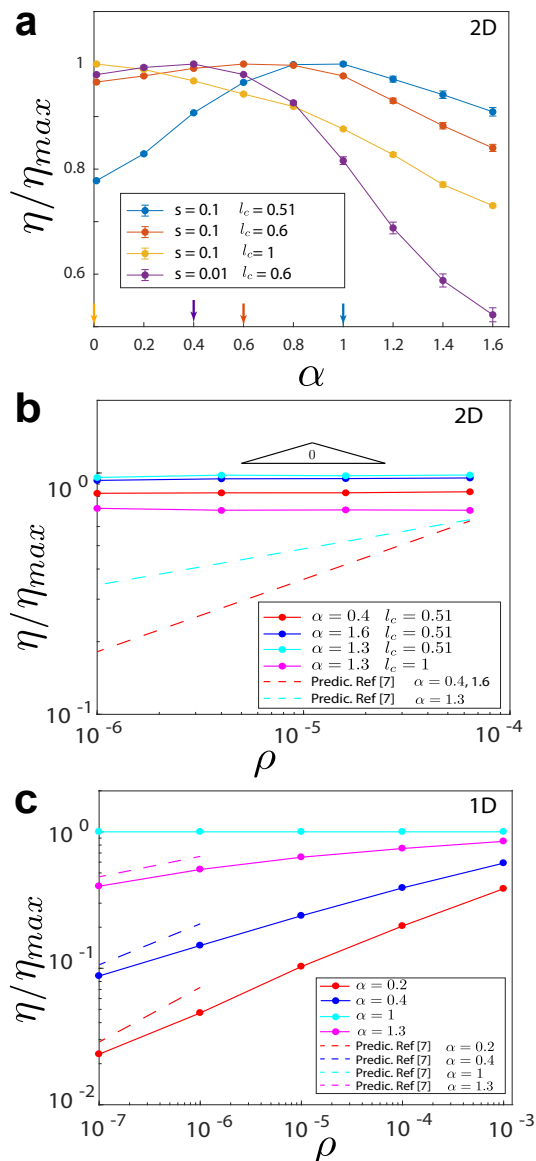 a
2D
1
0.8
0.6
η/η_max
s = 0.1 l_c = 0.51
s = 0.1 l_c = 0.6
s = 0.1 l_c = 1
s = 0.01 l_c = 0.6
0 0.2 0.4 0.6 0.8 1 1.2 1.4 1.6
α
b
2D
0
10^0
10^-1
η/η_max
α = 0.4 l_c = 0.51
α = 1.6 l_c = 0.51
α = 1.3 l_c = 0.51
α = 1.3 l_c = 1
Predic. Ref [7] α = 0.4, 1.6
Predic. Ref [7] α = 1.3
10^-6 10^-5 10^-4
ρ
c
1D
10^0
10^-1
10^-2
η/η_max
α = 0.2
α = 0.4
α = 1
α = 1.3
Predic. Ref [7] α = 0.2
Predic. Ref [7] α = 0.4
Predic. Ref [7] α = 1
Predic. Ref [7] α = 1.3
10^-7 10^-6 10^-5 10^-4 10^-3
ρ